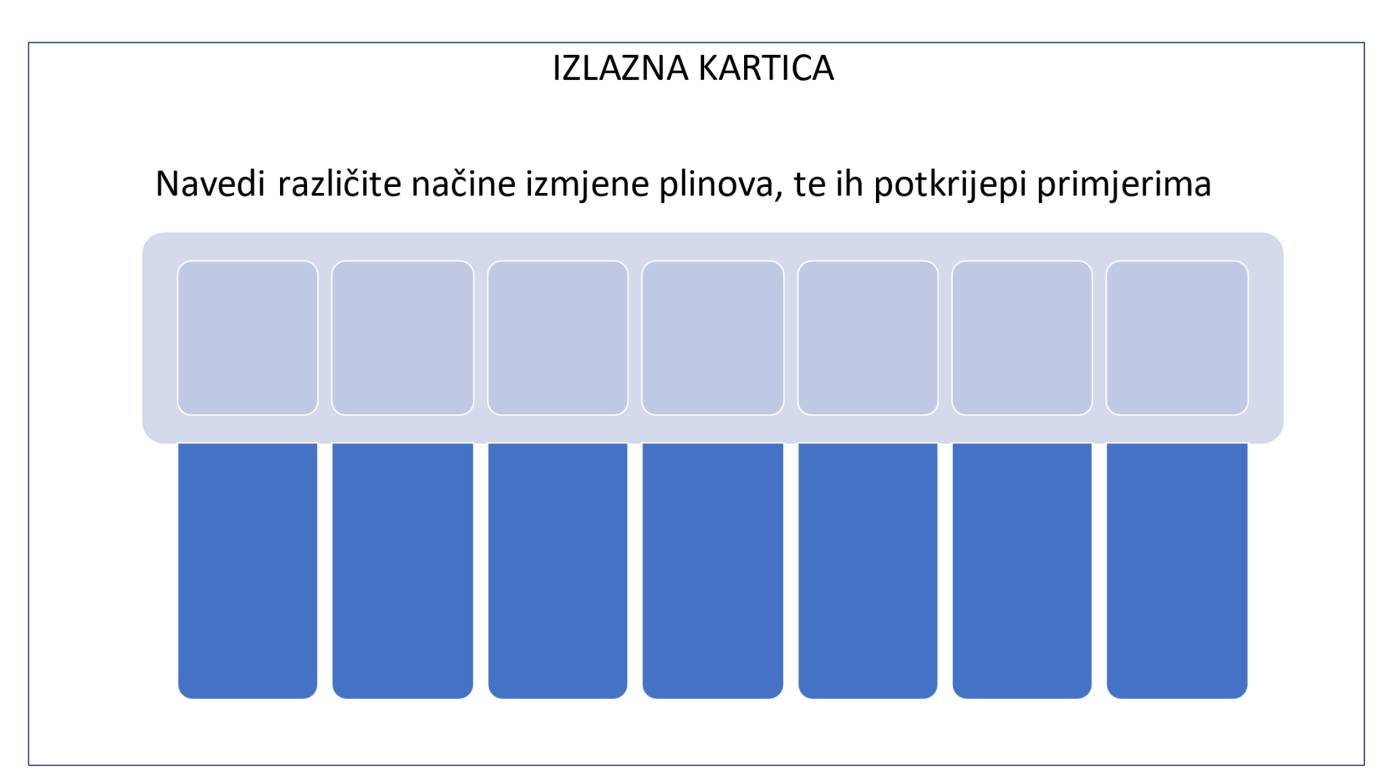 IZLAZNA KARTICA
Navedi različite načine izmjene plinova, te ih potkrijepi primjerima